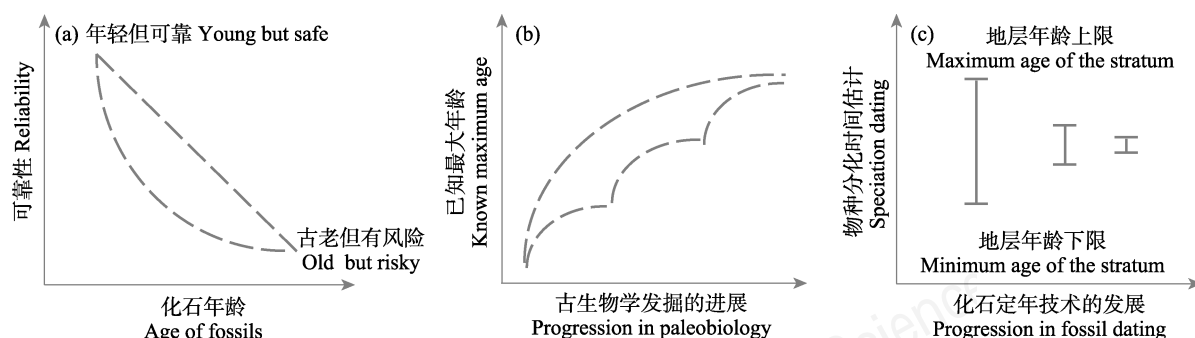 (a) 年轻但可靠 Young but safe
可靠性 Reliability
古老但有风险
Old but risky
化石年龄
Age of fossils
(b)
已知最大年龄
Known maximum age
古生物学发掘的进展
Progression in paleobiology
(c)
地层年龄上限
Maximum age of the stratum
物种分化时间估计
Speciation dating
地层年龄下限
Minimum age of the stratum
化石定年技术的发展
Progression in fossil dating